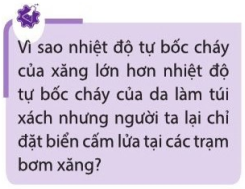 Vì sao nhiệt độ tự bốc cháy
của xăng lớn hơn nhiệt độ
tự bốc cháy của da làm túi
xách nhưng người ta lại chỉ
đặt biển cấm lửa tại các trạm
bơm xăng?